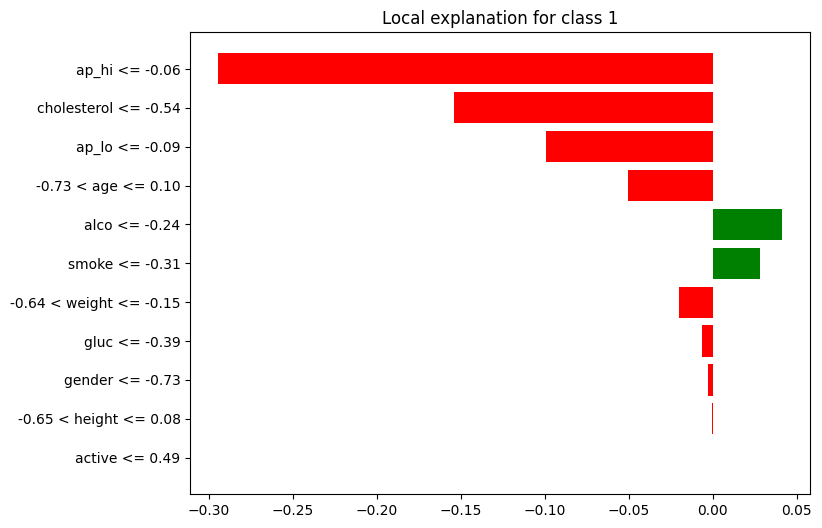 Local explanation for class 1
ap_hi <= -0.06
cholesterol <= -0.54
ap_lo <= -0.09
-0.73 < age <= 0.10
alco <= -0.24
smoke <= -0.31
-0.64 < weight <= -0.15
gluc <= -0.39
gender <= -0.73
-0.65 < height <= 0.08
active <= 0.49
−0.30 −0.25 −0.20 −0.15 −0.10 −0.05 0.00 0.05